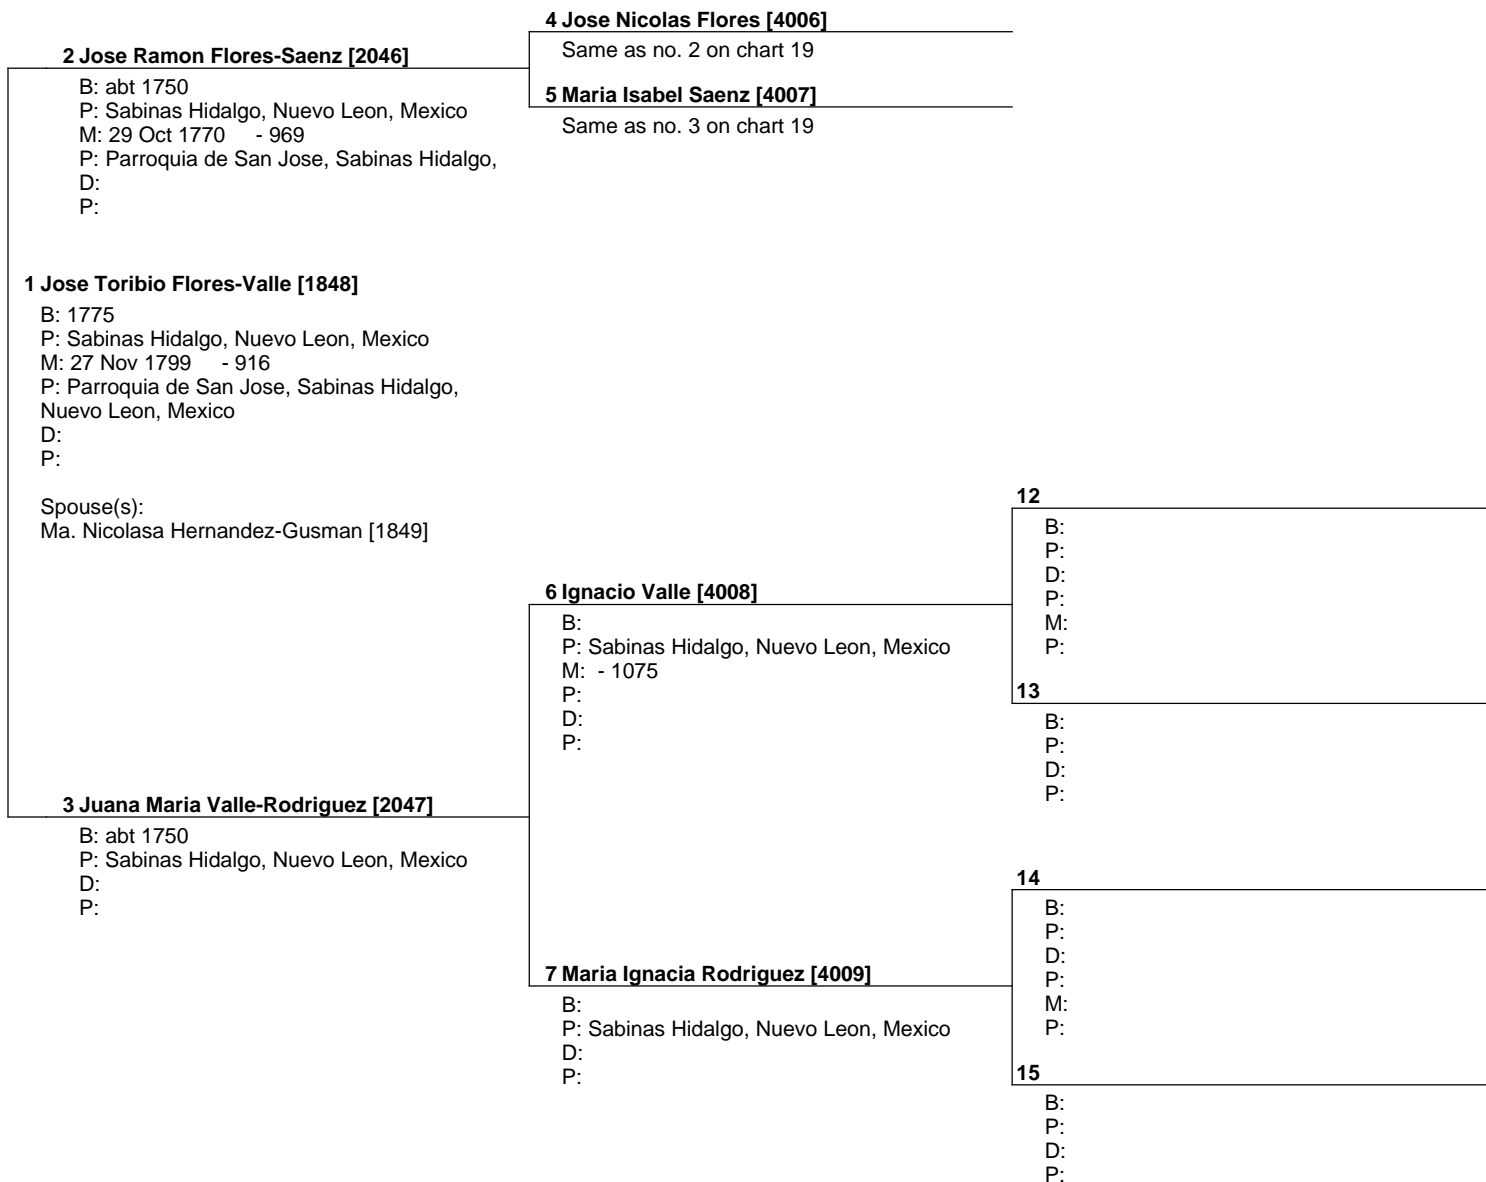 4 Jose Nicolas Flores [4006]
Same as no. 2 on chart 19
2 Jose Ramon Flores-Saenz [2046]
B: abt 1750
P: Sabinas Hidalgo, Nuevo Leon, Mexico
M: 29 Oct 1770 - 969
P: Parroquia de San Jose, Sabinas Hidalgo,
D:
P:
5 Maria Isabel Saenz [4007]
Same as no. 3 on chart 19
1 Jose Toribio Flores-Valle [1848]
B: 1775
P: Sabinas Hidalgo, Nuevo Leon, Mexico
M: 27 Nov 1799 - 916
P: Parroquia de San Jose, Sabinas Hidalgo,
Nuevo Leon, Mexico
D:
P:
Spouse(s):
Ma. Nicolasa Hernandez-Gusman [1849]
12
B:
P:
D:
P:
M:
P:
6 Ignacio Valle [4008]
B:
P: Sabinas Hidalgo, Nuevo Leon, Mexico
M: - 1075
P:
D:
P:
13
B:
P:
D:
P:
3 Juana Maria Valle-Rodriguez [2047]
B: abt 1750
P: Sabinas Hidalgo, Nuevo Leon, Mexico
D:
P:
14
B:
P:
D:
P:
M:
P:
7 Maria Ignacia Rodriguez [4009]
B:
P: Sabinas Hidalgo, Nuevo Leon, Mexico
D:
P:
15
B:
P:
D:
P: